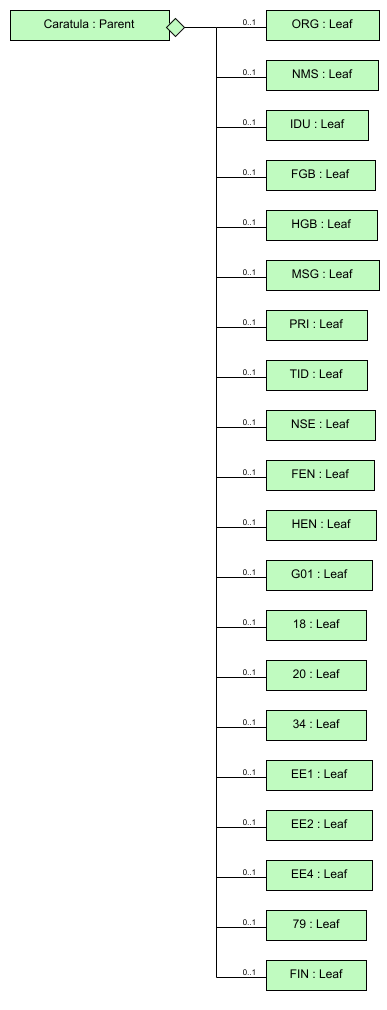 Caratula : Parent
0..1
ORG : Leaf
0..1
NMS : Leaf
0..1
IDU : Leaf
0..1
FGB : Leaf
0..1
HGB : Leaf
0..1
MSG : Leaf
0..1
PRI : Leaf
0..1
TID : Leaf
0..1
NSE : Leaf
0..1
FEN : Leaf
0..1
HEN : Leaf
0..1
G01 : Leaf
0..1
18 : Leaf
0..1
20 : Leaf
0..1
34 : Leaf
0..1
EE1 : Leaf
0..1
EE2 : Leaf
0..1
EE4 : Leaf
0..1
79 : Leaf
0..1
FIN : Leaf